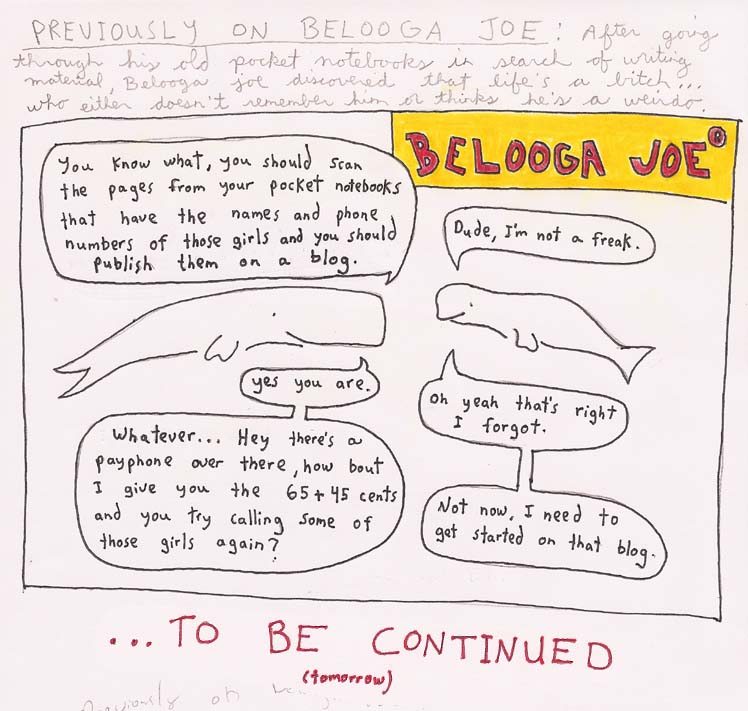 PREVIOUSLY ON BELOOGA JOE: After going
through his old pocket notebooks in search of writing
material, Belooga joe discovered that life's a bitch...
who either doesn't remember him or thinks he's a weirdo.
BELOOGA JOE®
You know what, you should scan
the pages from your pocket notebooks
that have the names and phone
numbers of those girls and you should
publish them on a blog.
Dude, I'm not a freak.
yes you are.
oh yeah that's right
I forgot.
Whatever... Hey there's a
payphone over there, how bout
I give you the 65 + 45 cents
and you try calling some of
those girls again?
Not now, I need to
get started on that blog.
...TO BE CONTINUED
(tomorrow)
Previously on